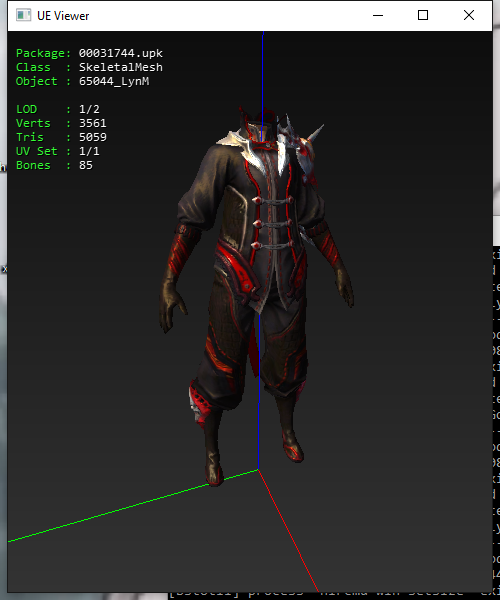 UE Viewer
Package: 00031744.upk
Class : SkeletalMesh
Object : 65044_LynM
LOD : 1/2
Verts : 3561
Tris : 5059
UV Set : 1/1
Bones : 85